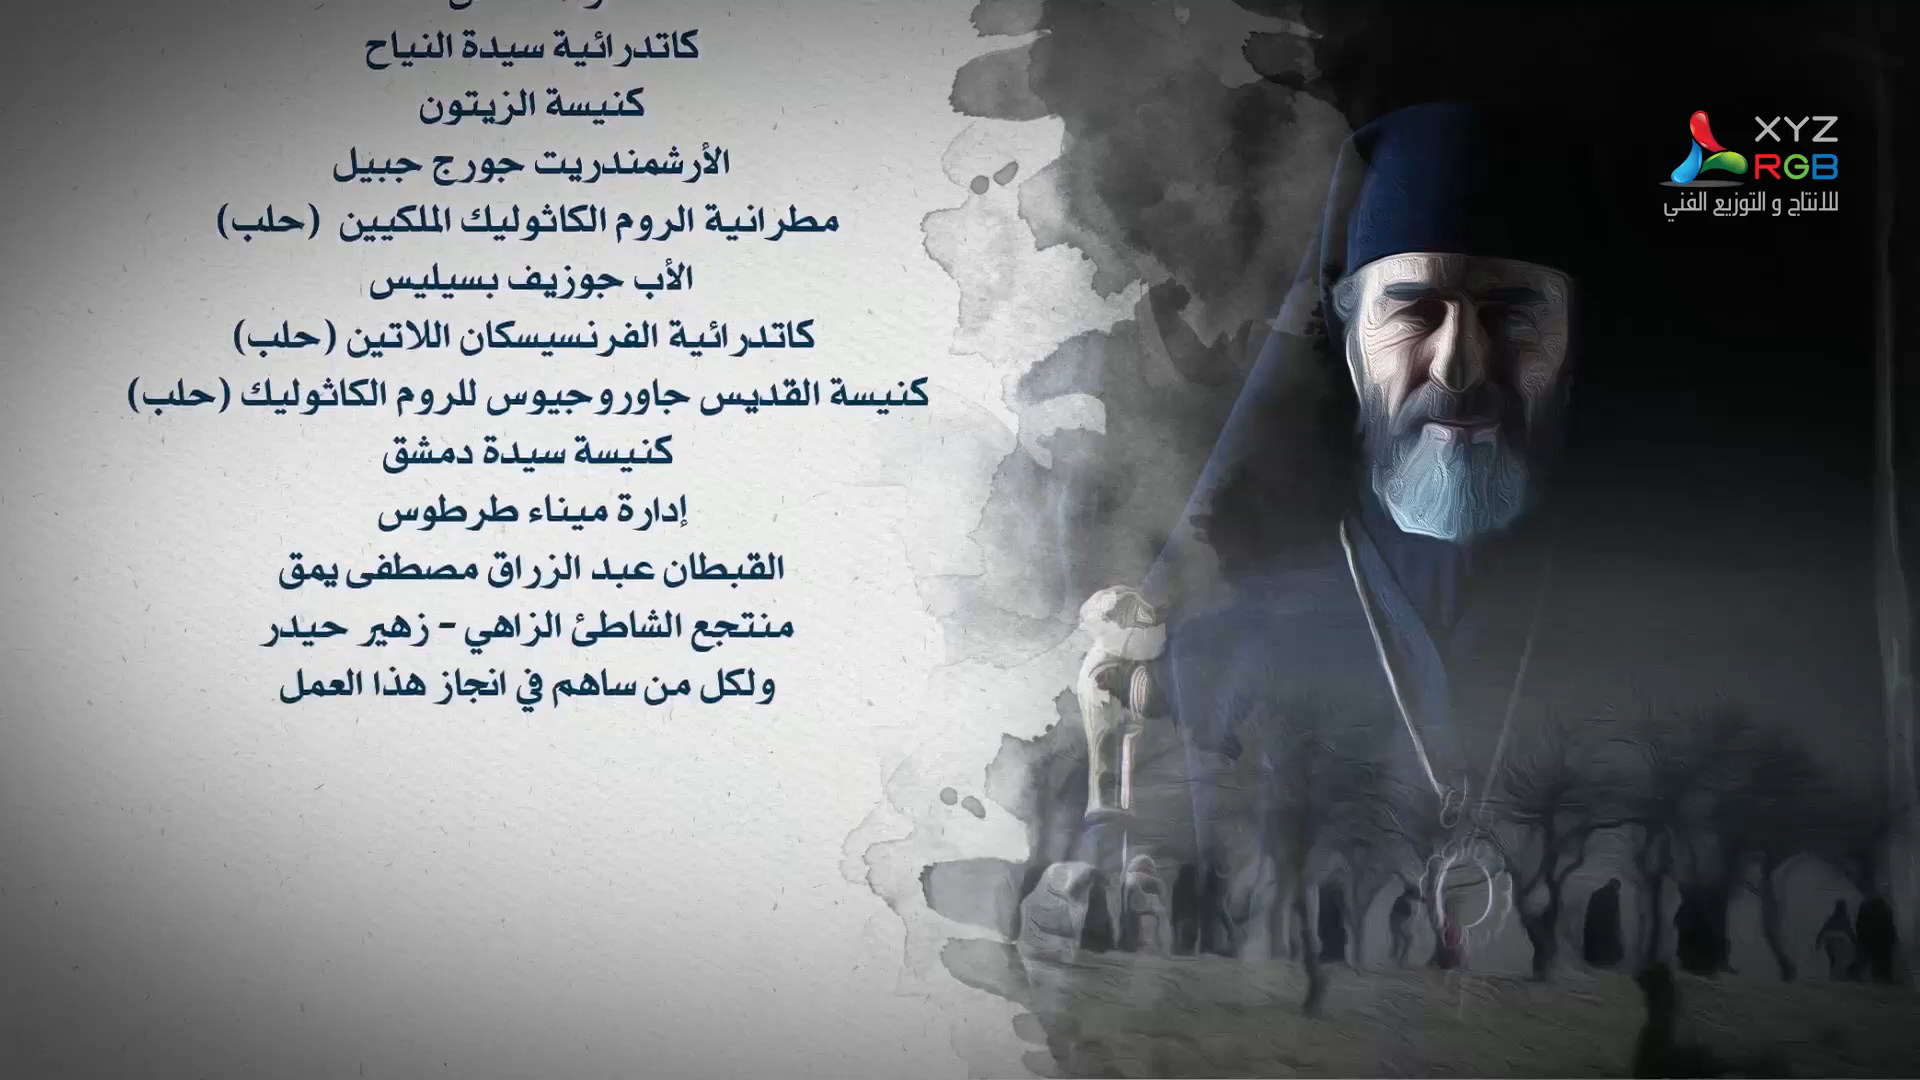 كاتدرائية سيدة النياح
كنيسة الزيتون
الأرشمندريت جورج جبيل
مطرانية الروم الكاثوليك الملكيين (حلب)
الأب جوزيف بسيليس
كاتدرائية الفرنسيسكان اللاتين (حلب)
كنيسة القديس جاوروجيوس للروم الكاثوليك (حلب)
كنيسة سيدة دمشق
إدارة ميناء طرطوس
القبطان عبد الزراق مصطفى يمق
منتجع الشاطئ الزاهي - زهير حيدر
ولكل من ساهم في انجاز هذا العمل
XYZ
RGB
للانتاج و التوزيع الفني